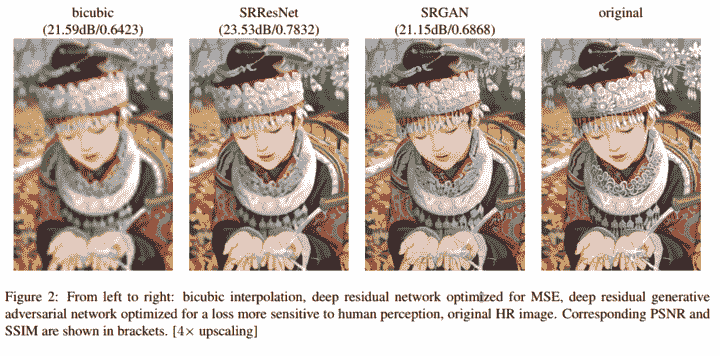 bicubic
(21.59dB/0.6423)
SRResNet
(23.53dB/0.7832)
SRGAN
(21.15dB/0.6868)
original
Figure 2: From left to right: bicubic interpolation, deep residual network optimized for MSE, deep residual generative
adversarial network optimized for a loss more sensitive to human perception, original HR image. Corresponding PSNR and
SSIM are shown in brackets. [4× upscaling]